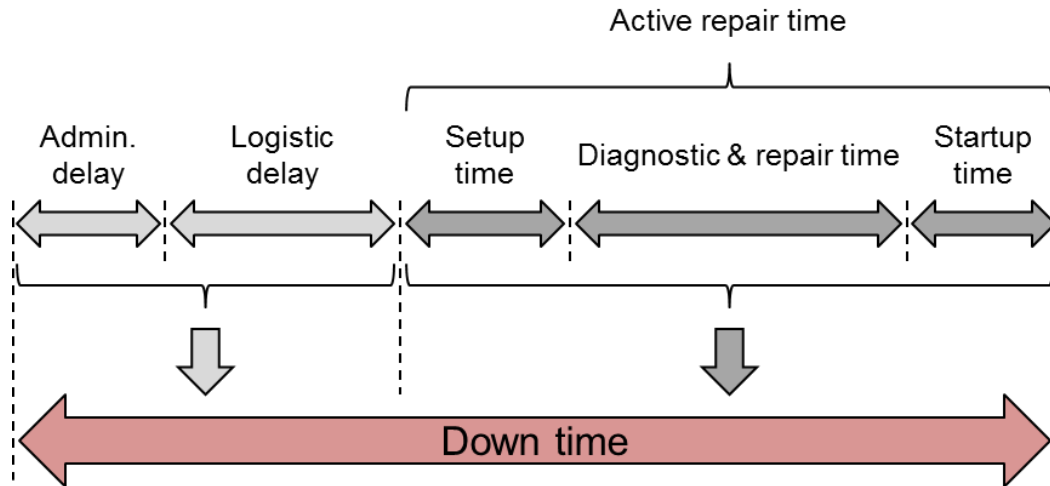 Active repair time
Admin.
delay
Logistic
delay
Setup
time
Diagnostic & repair time
Startup
time
Down time